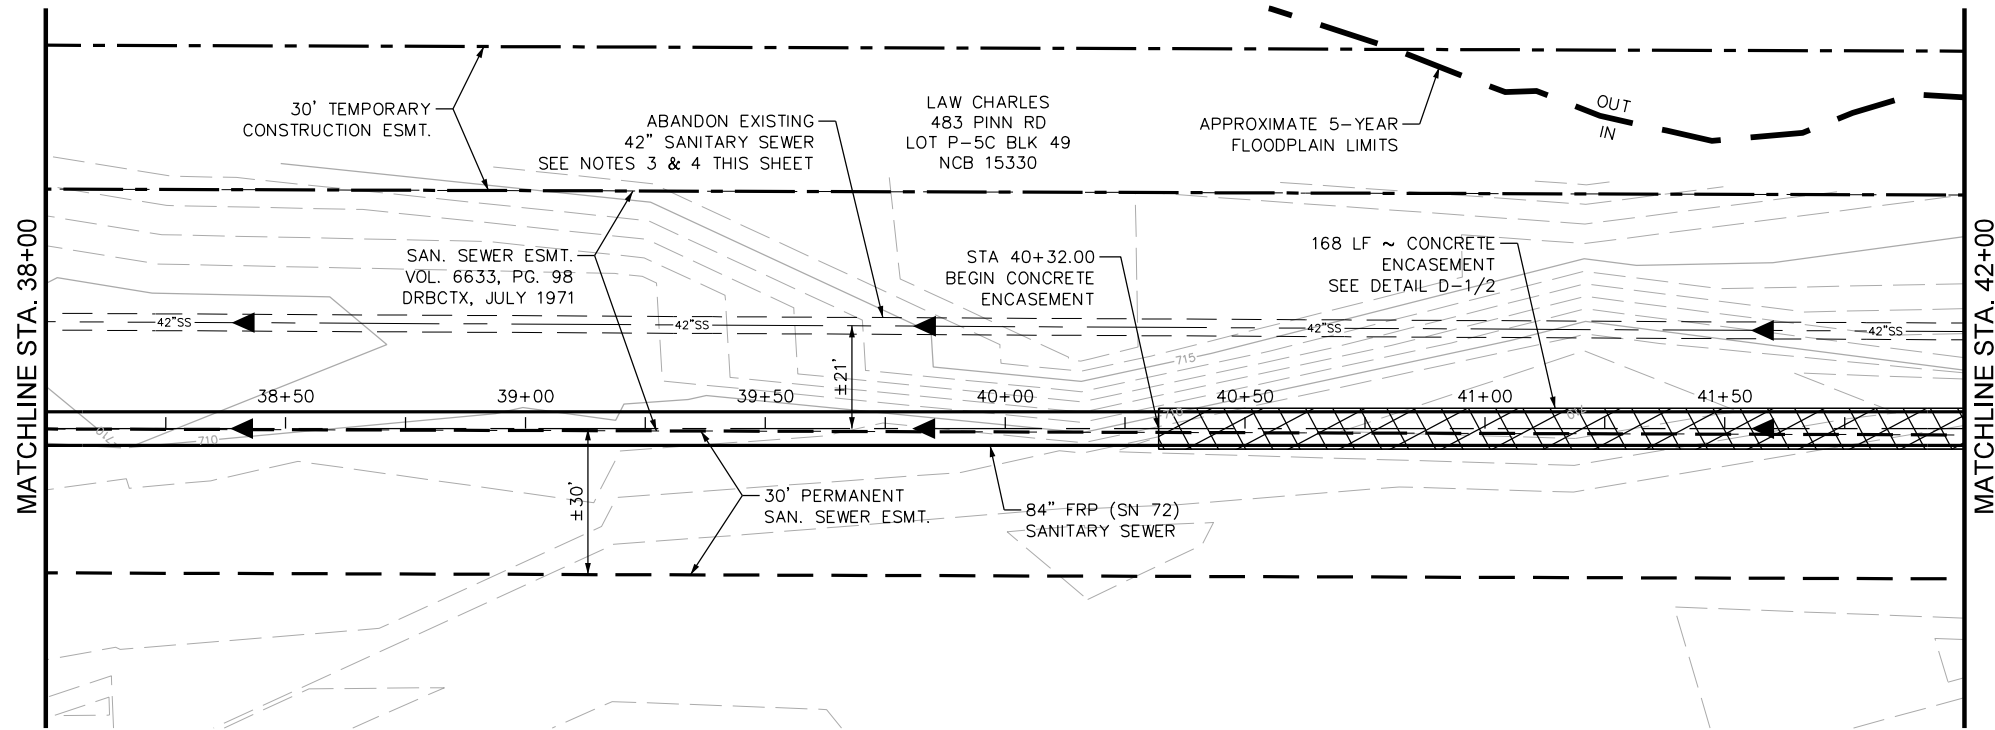 MATCHLINE STA. 38+00
30' TEMPORARY
CONSTRUCTION ESMT.
ABANDON EXISTING
42" SANITARY SEWER
SEE NOTES 3 & 4 THIS SHEET
LAW CHARLES
483 PINN RD
LOT P-5C BLK 49
NCB 15330
APPROXIMATE 5-YEAR
FLOODPLAIN LIMITS
OUT
IN
SAN. SEWER ESMT.
VOL. 6633, PG. 98
DRBCTX, JULY 1971
STA 40+32.00
BEGIN CONCRETE
ENCASEMENT
168 LF ~ CONCRETE
ENCASEMENT
SEE DETAIL D-1/2
42"SS
42"SS
42"SS
42"SS
715
±21'
38+50
39+00
39+50
40+00
40+50
41+00
41+50
710
710
710
710
±30'
30' PERMANENT
SAN. SEWER ESMT.
84" FRP (SN 72)
SANITARY SEWER
MATCHLINE STA. 42+00